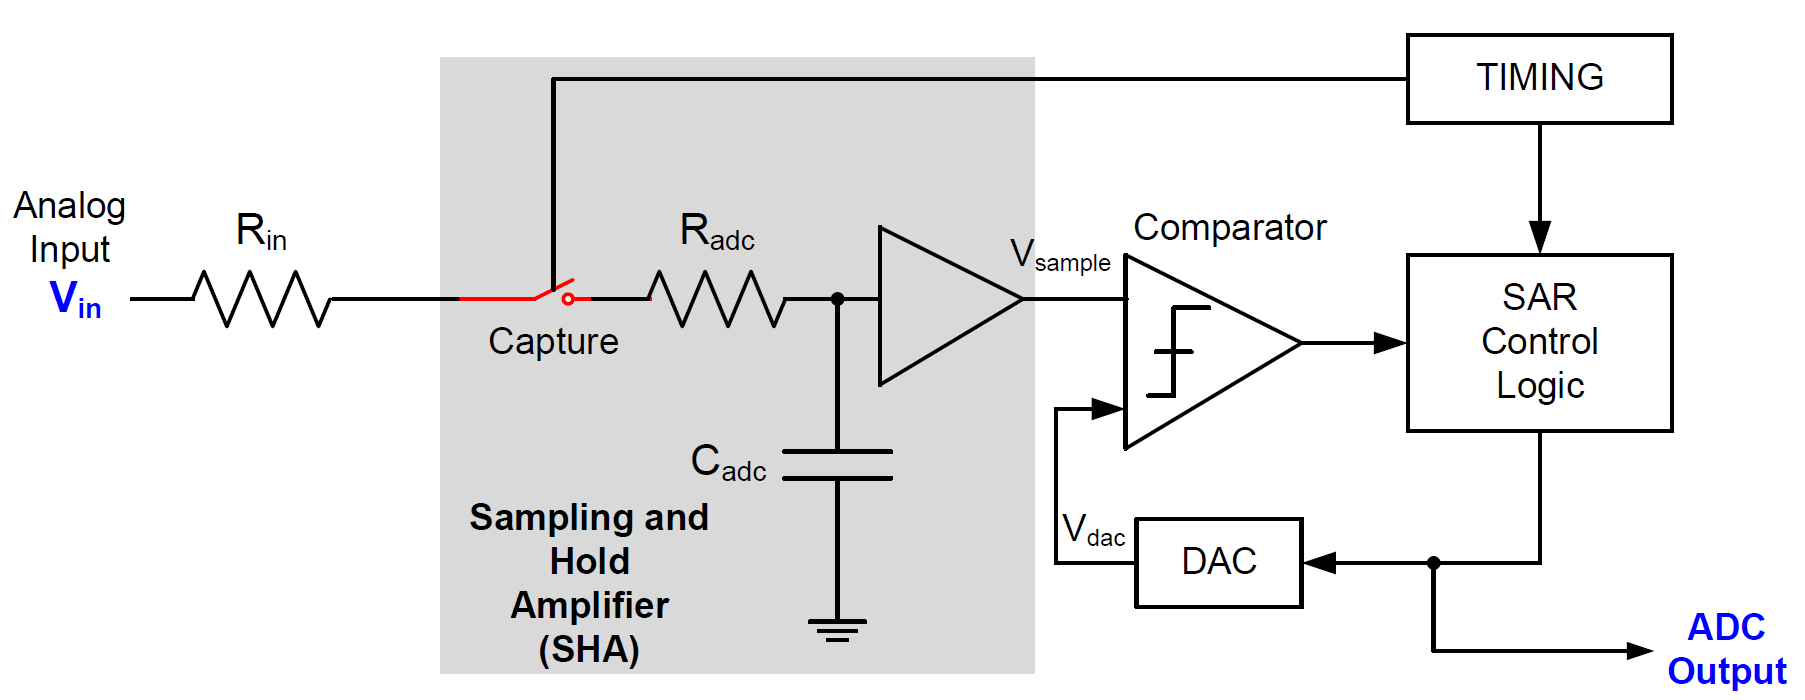 TIMING
Analog
Input
Vin
Rin
Capture
Radc
Cadc
Sampling and
Hold
Amplifier
(SHA)
Vsample
Comparator
SAR
Control
Logic
Vdac
DAC
ADC
Output